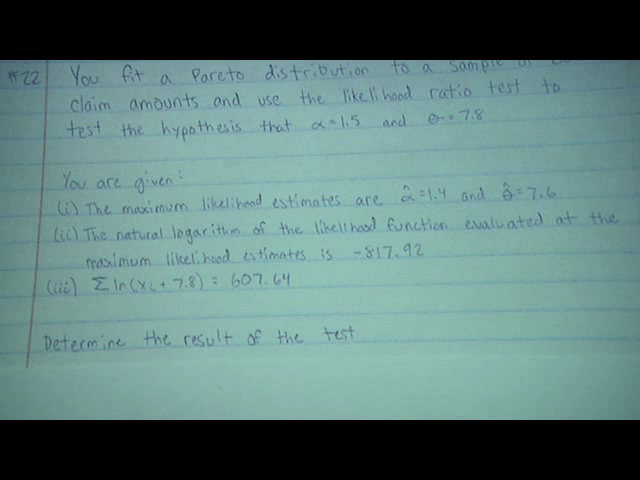 #22 You fit a Pareto distribution to a sample of
claim amounts and use the likelihood ratio test to
test the hypothesis that α=1.5 and θ=7.8
You are given:
(i) The maximum likelihood estimates are α̂=1.4 and θ̂=7.6
(ii) The natural logarithm of the likelihood function evaluated at the
maximum likelihood estimates is -817.92
(iii) Σ ln(xᵢ + 7.8) = 607.64
Determine the result of the test